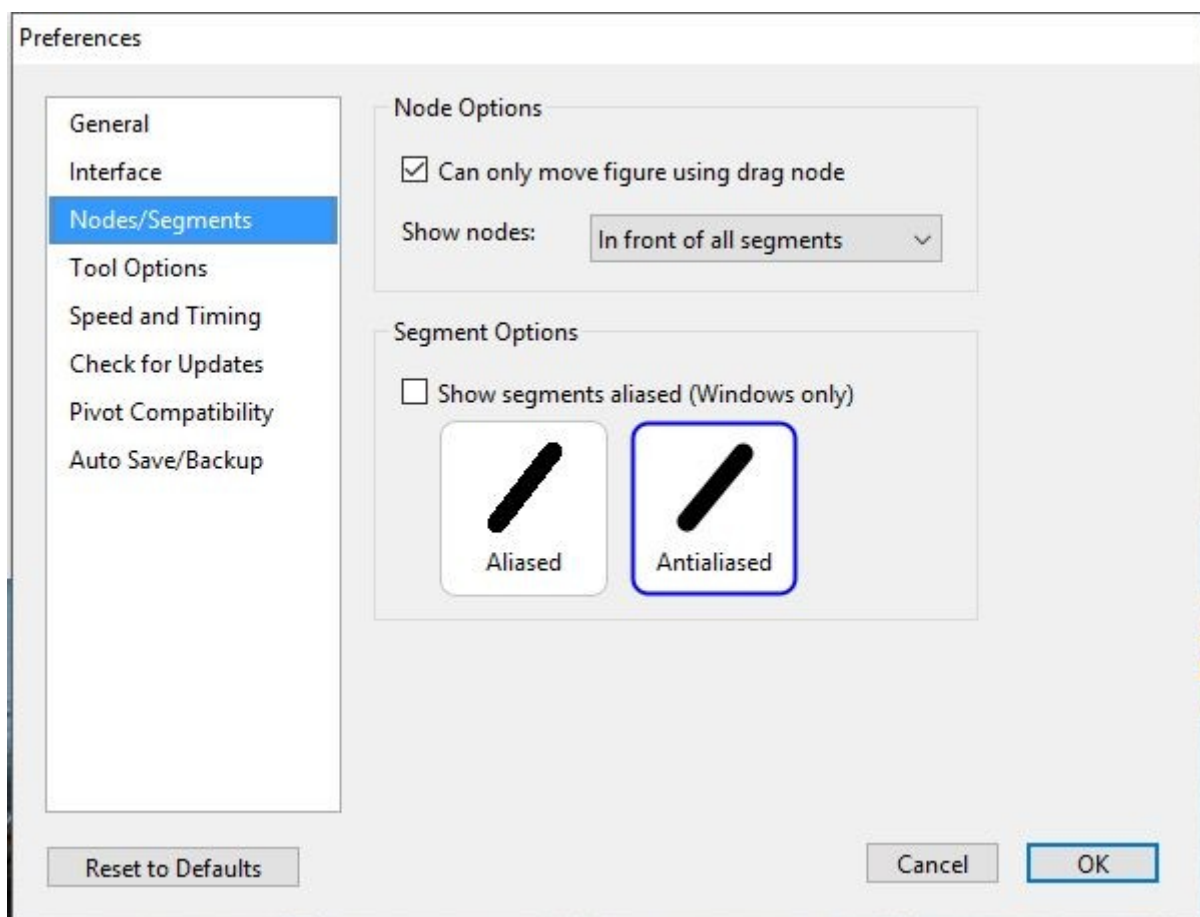 Preferences
General
Interface
Nodes/Segments
Tool Options
Speed and Timing
Check for Updates
Pivot Compatibility
Auto Save/Backup
Node Options
Can only move figure using drag node
Show nodes: In front of all segments
Segment Options
Show segments aliased (Windows only)
Aliased Antialiased
Reset to Defaults Cancel OK